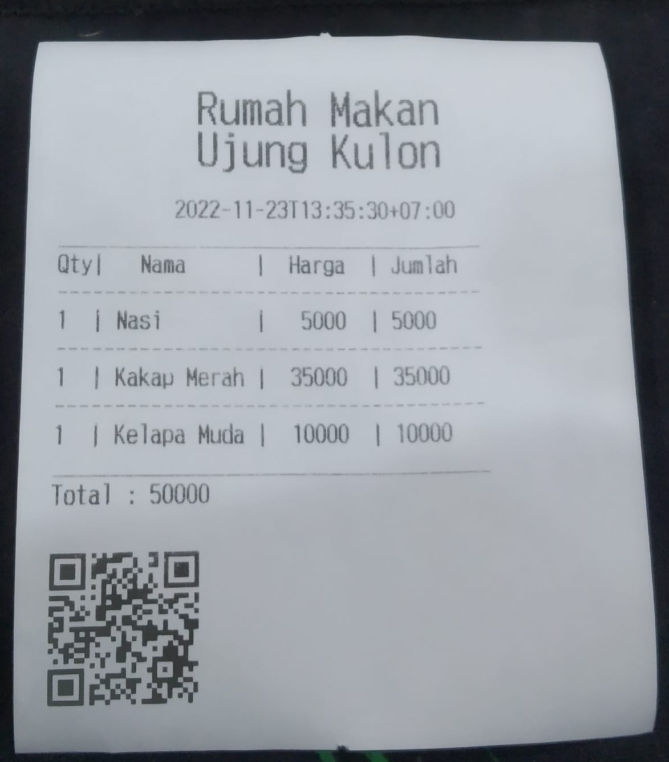 Rumah Makan
Ujung Kulon
2022-11-23T13:35:30+07:00
Qty| Nama | Harga | Jumlah
1 | Nasi | 5000 | 5000
1 | Kakap Merah | 35000 | 35000
1 | Kelapa Muda | 10000 | 10000
Total : 50000